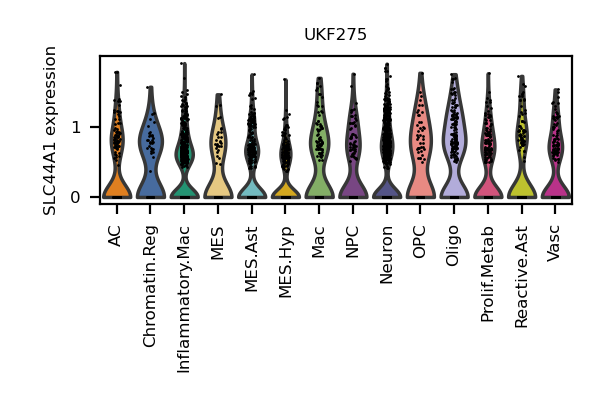 UKF275
SLC44A1 expression
1
0
AC
Chromatin.Reg
Inflammatory.Mac
MES
MES.Ast
MES.Hyp
Mac
NPC
Neuron
OPC
Oligo
Prolif.Metab
Reactive.Ast
Vasc